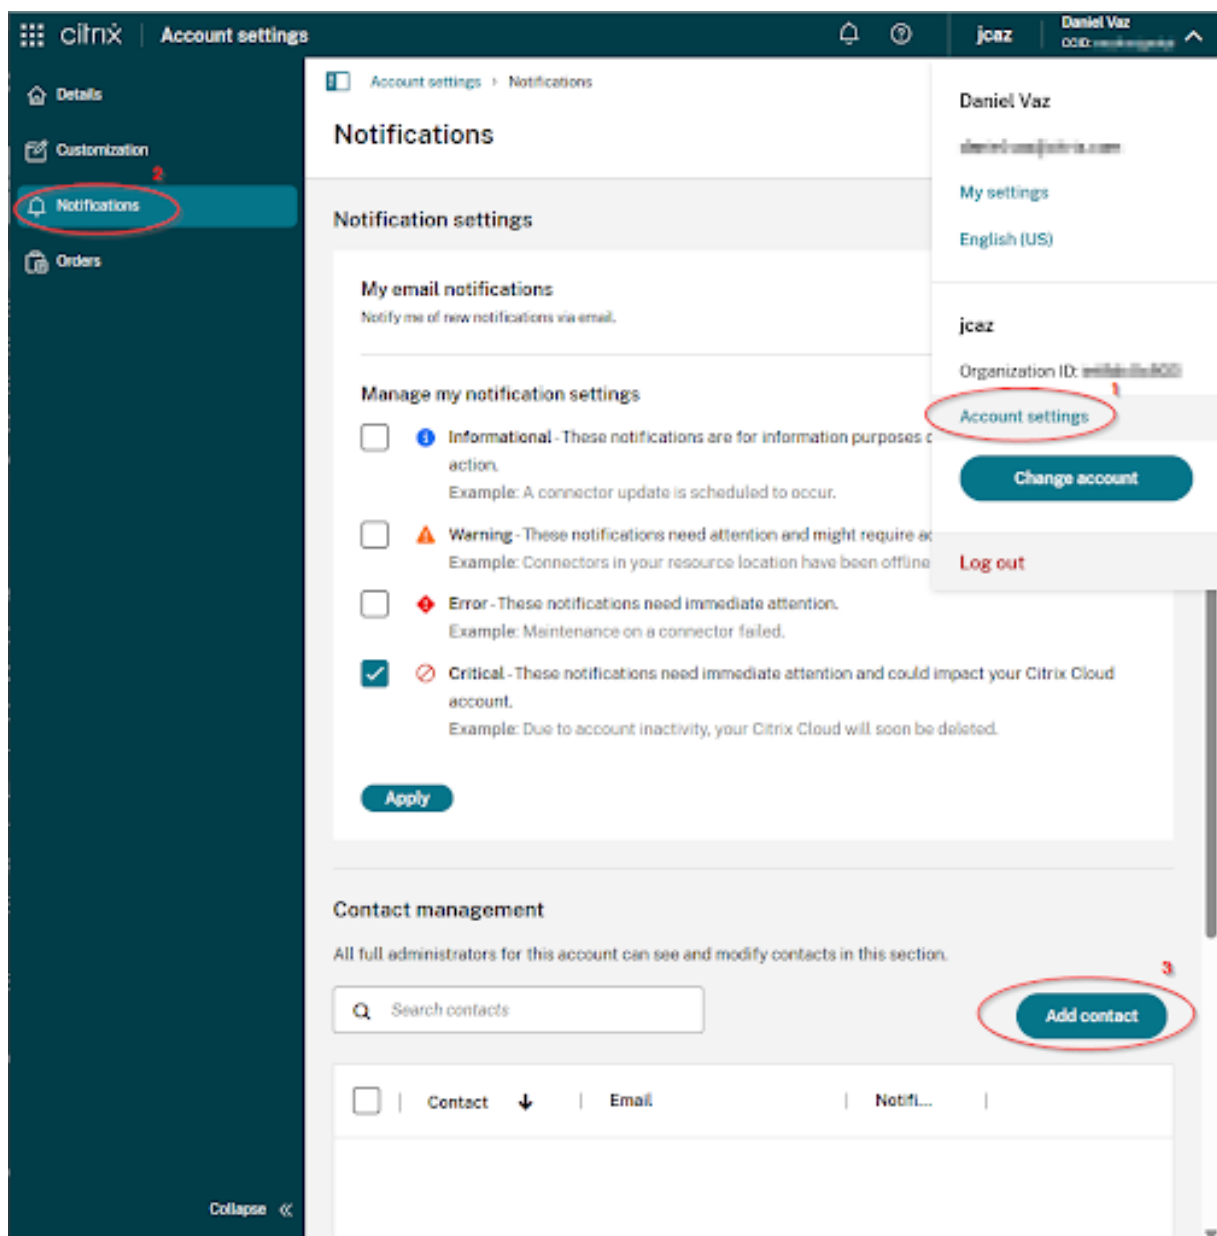 citrix | Account settings
jcaz
Daniel Vaz
CCID:
Details
Customization
2
Notifications
Orders
Collapse
Account settings › Notifications
Notifications
Notification settings
My email notifications
Notify me of new notifications via email.
Manage my notification settings
Informational - These notifications are for information purposes
action.
Example: A connector update is scheduled to occur.
Warning - These notifications need attention and might require
Example: Connectors in your resource location have been offline
Error - These notifications need immediate attention.
Example: Maintenance on a connector failed.
Critical - These notifications need immediate attention and could impact your Citrix Cloud
account.
Example: Due to account inactivity, your Citrix Cloud will soon be deleted.
Apply
Daniel Vaz
My settings
English (US)
jcaz
Organization ID:
1
Account settings
Change account
Log out
Contact management
All full administrators for this account can see and modify contacts in this section.
3
Search contacts
Add contact
Contact Email Notifi...